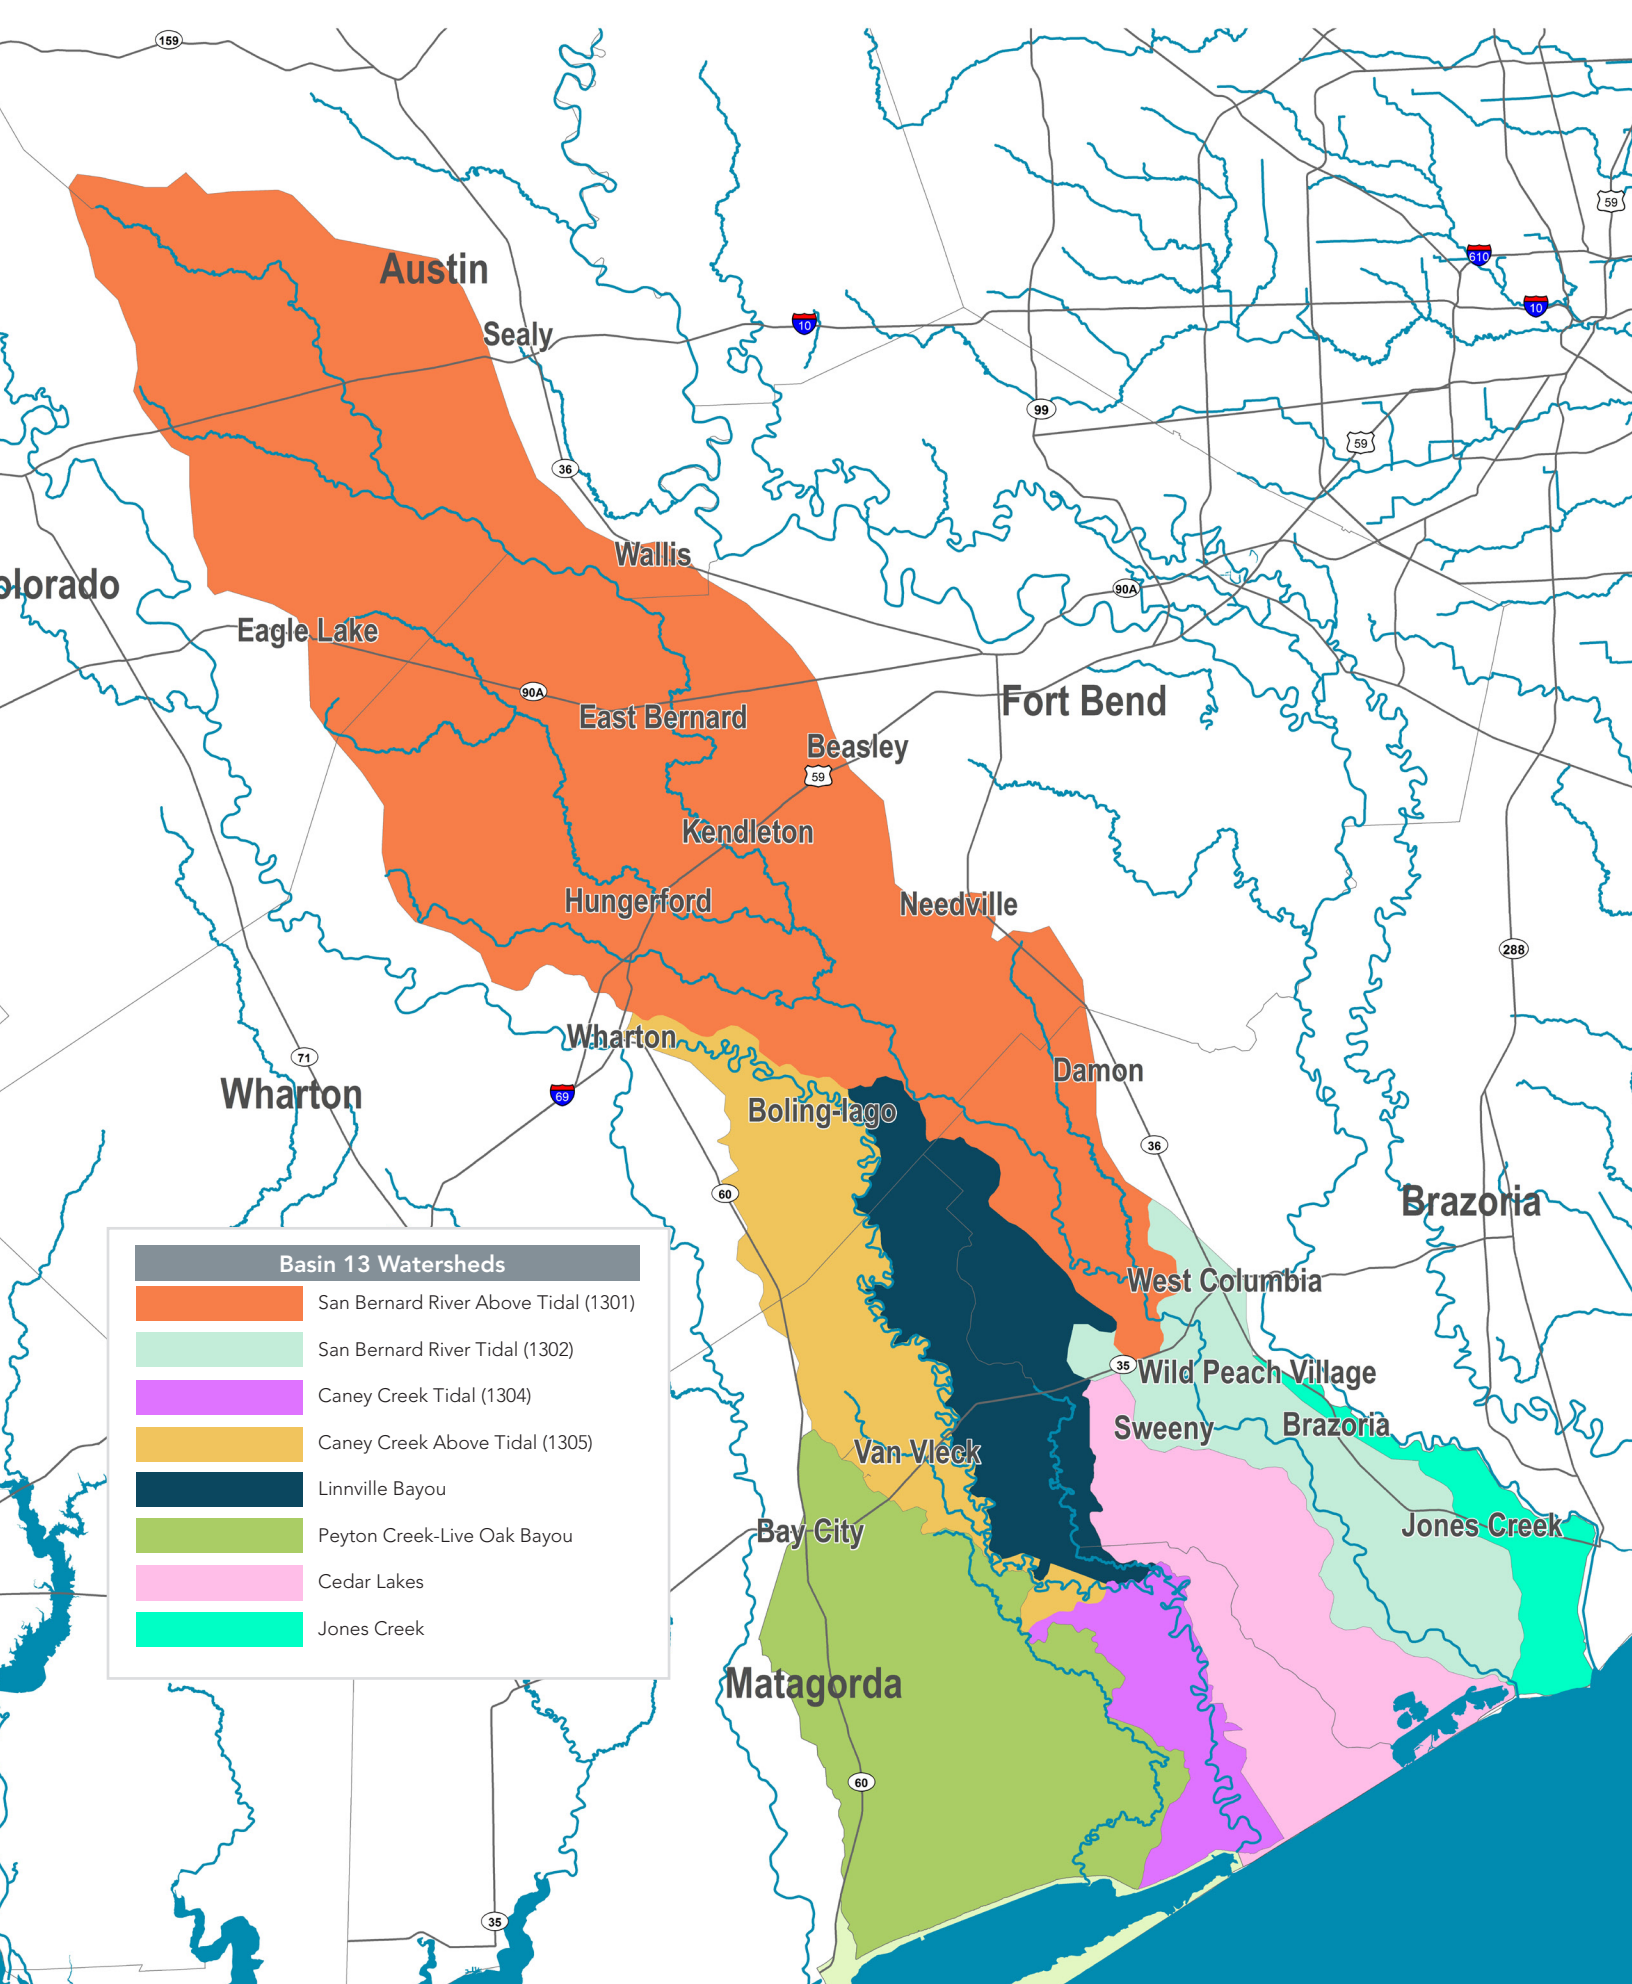 159
59
610
Austin
10
10
Sealy
99
59
36
Wallis
olorado
90A
Eagle Lake
90A
Fort Bend
East Bernard
Beasley
59
Kendleton
Hungerford
Needville
288
Wharton
71
Damon
Wharton
69
Boling-Iago
36
60
Brazoria
Basin 13 Watersheds
San Bernard River Above Tidal (1301)
San Bernard River Tidal (1302)
Caney Creek Tidal (1304)
Caney Creek Above Tidal (1305)
Linnville Bayou
Peyton Creek-Live Oak Bayou
Cedar Lakes
Jones Creek
West Columbia
35
Wild Peach Village
Sweeny
Brazoria
Van Vleck
Bay City
Jones Creek
Matagorda
60
35